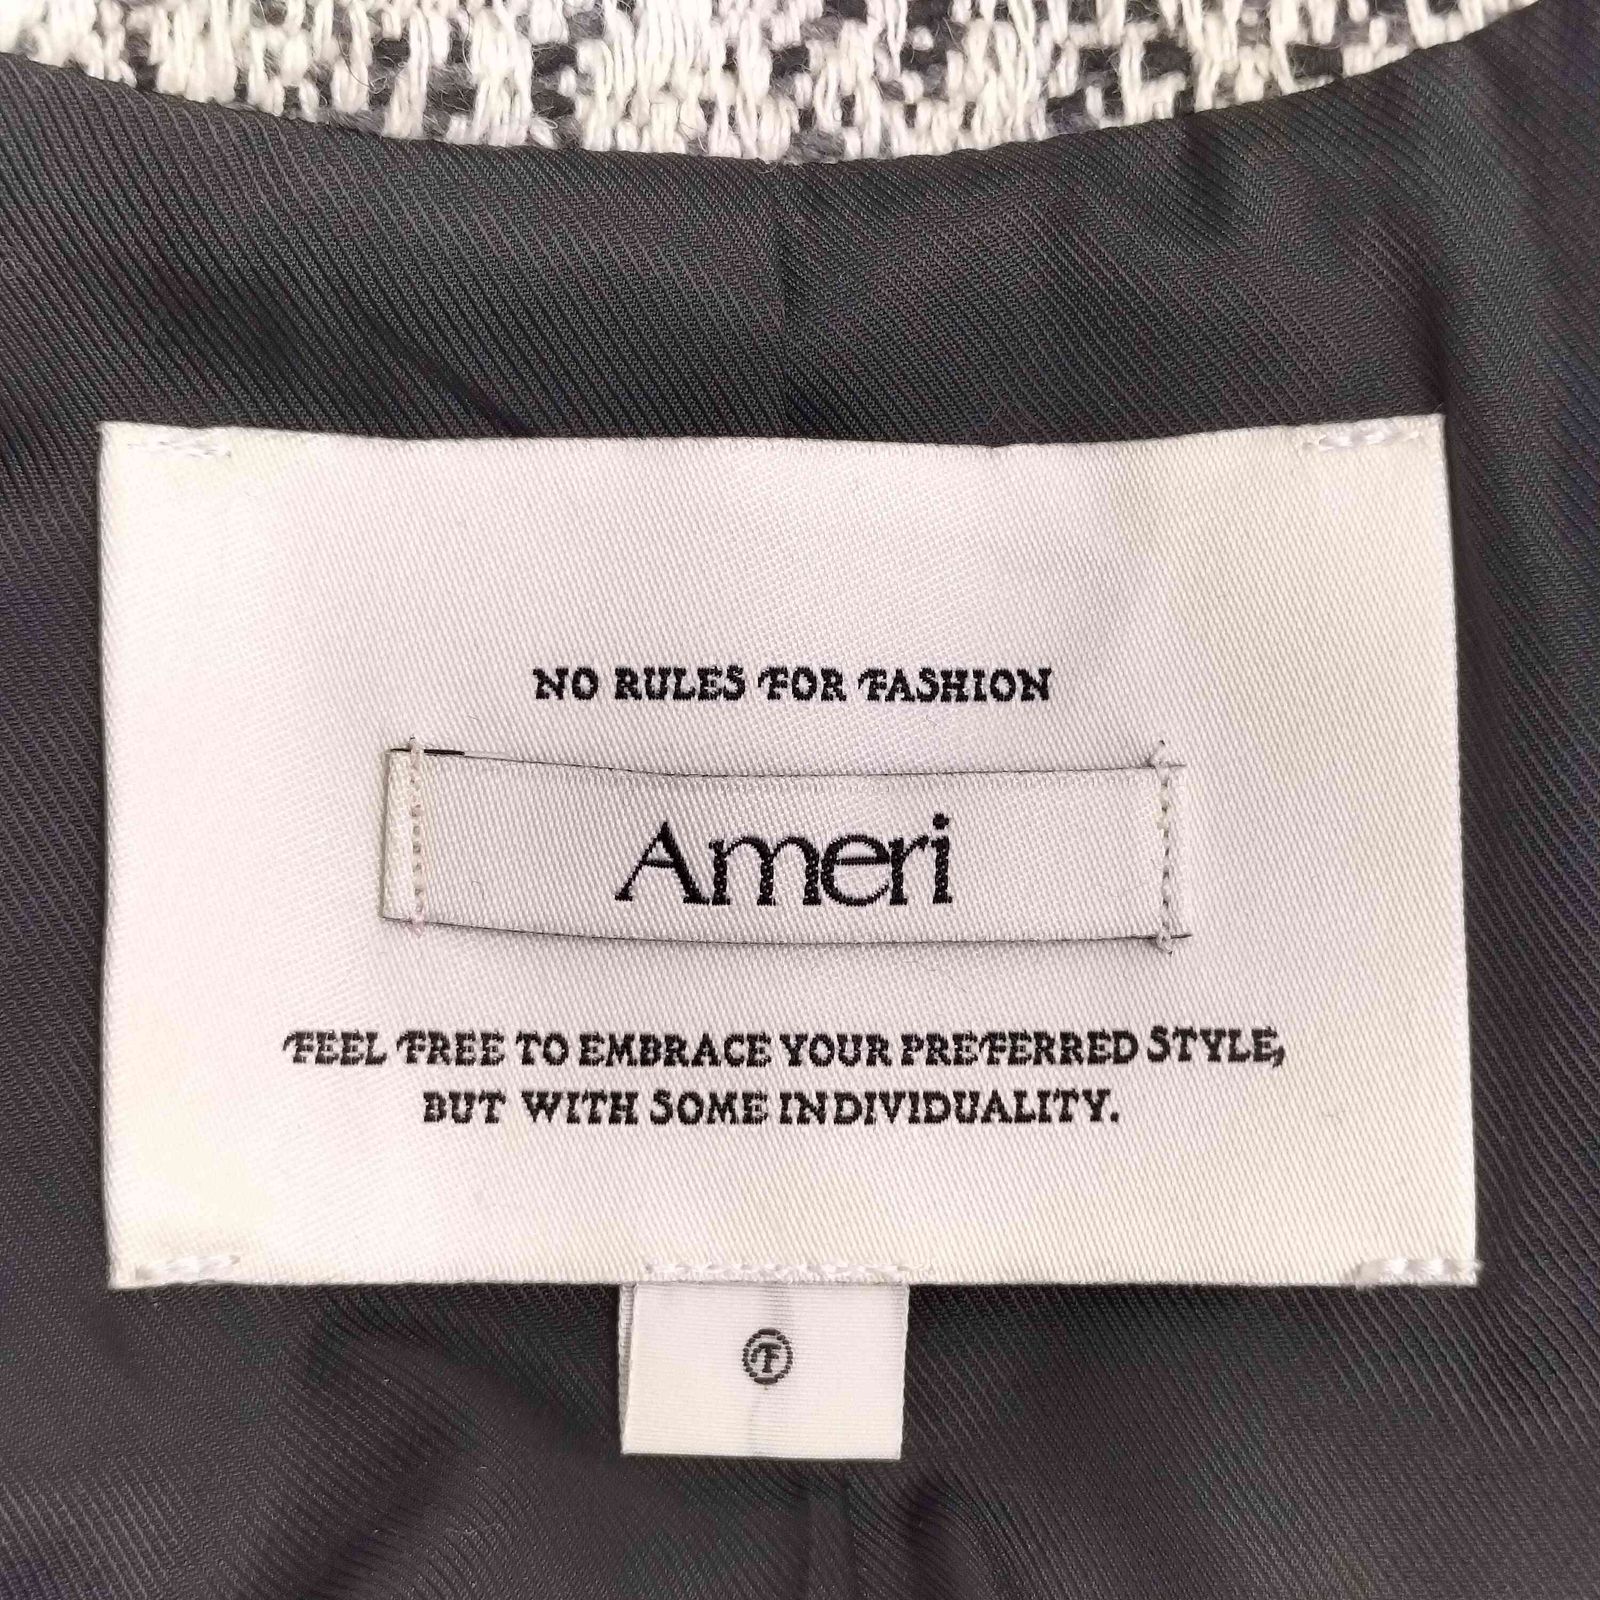 NO RULES FOR FASHION
Ameri
FEEL FREE TO EMBRACE YOUR PREFERRED STYLE,
BUT WITH SOME INDIVIDUALITY.
F